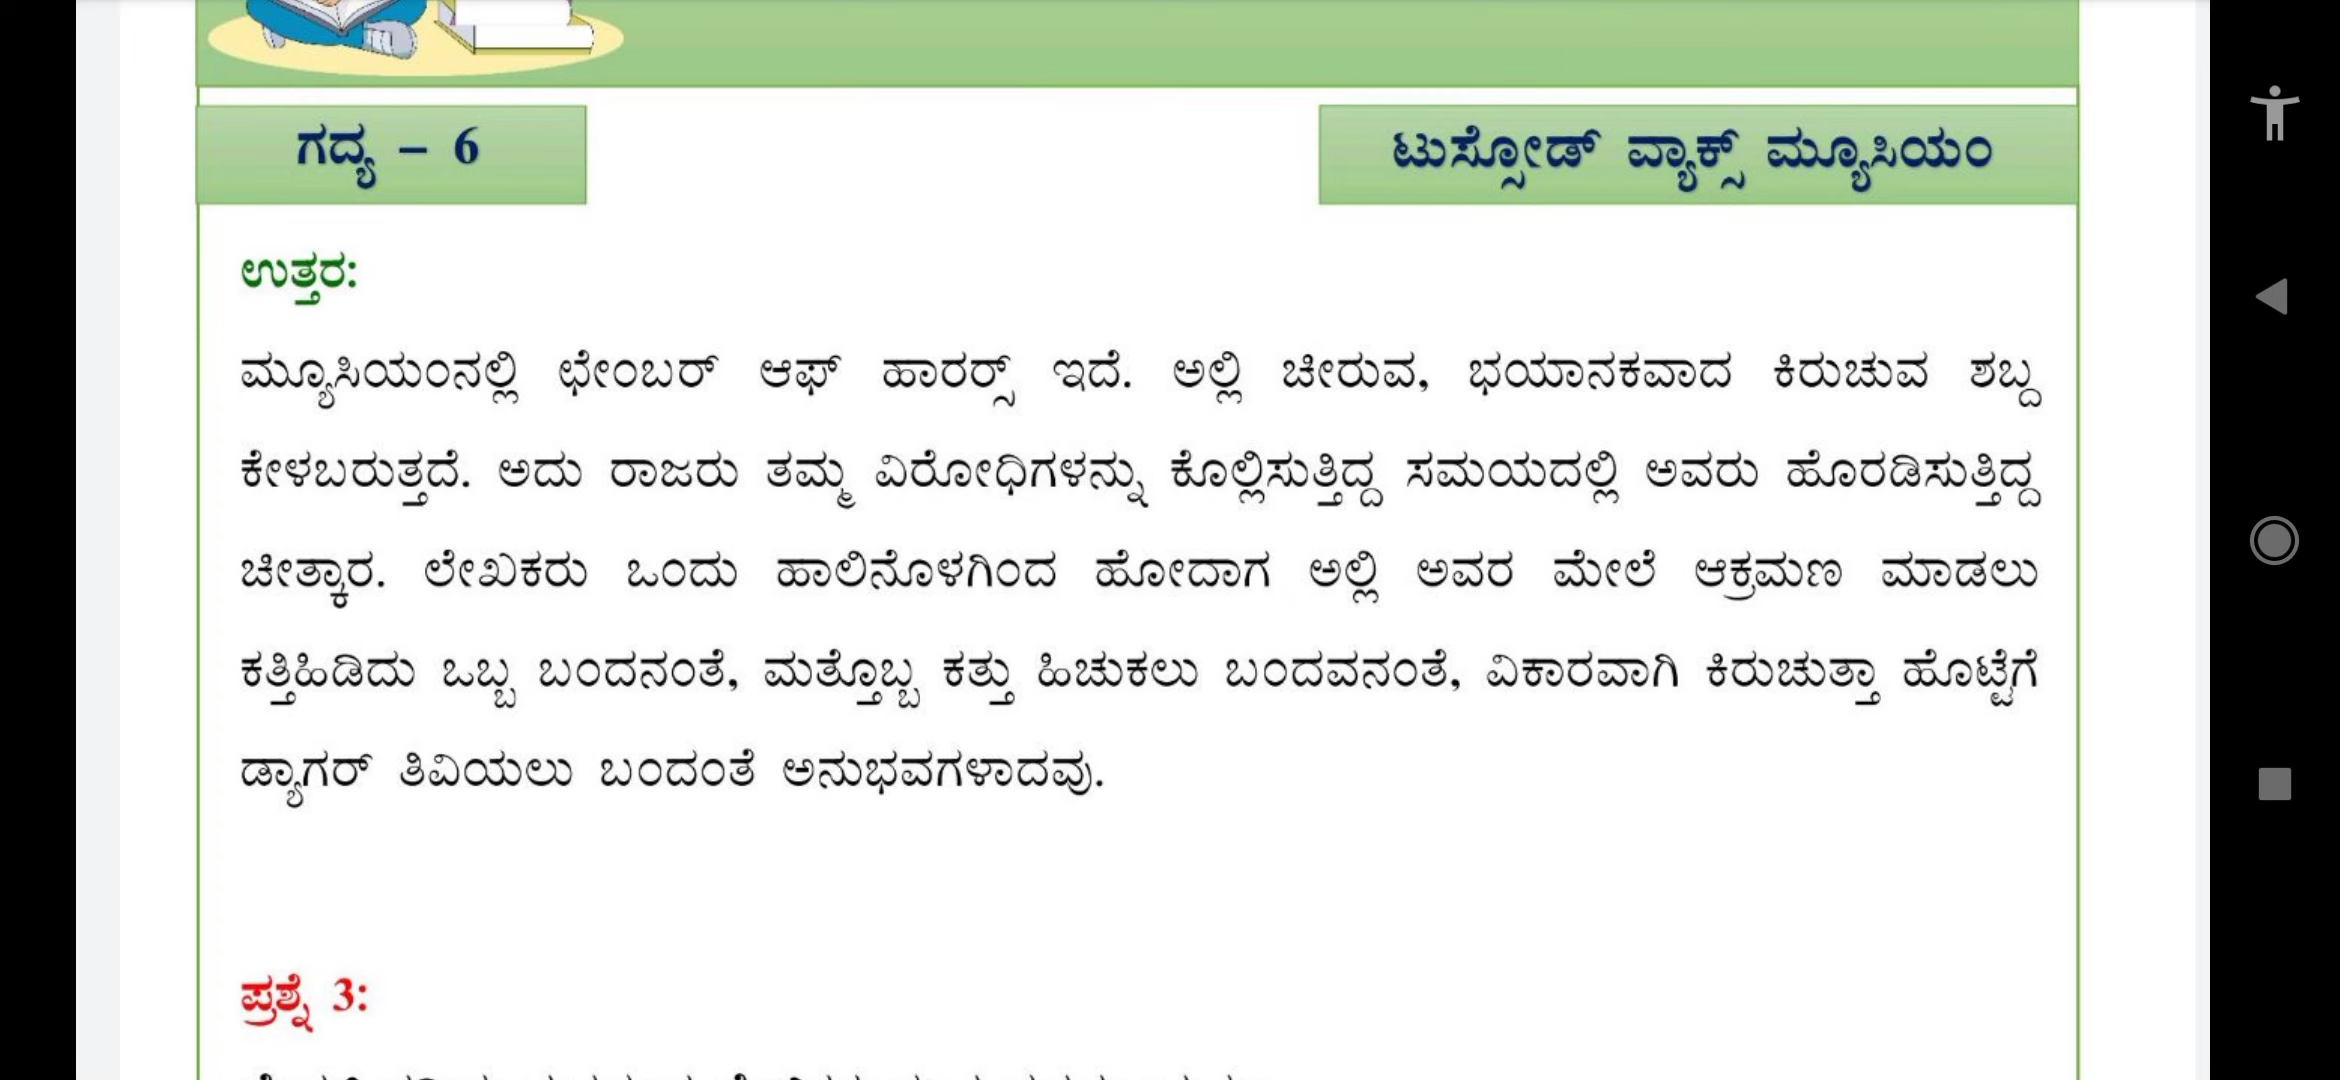 ಗದ್ಯ – 6
ಟುಸ್ಸೋಡ್ ವ್ಯಾಕ್ಸ್ ಮ್ಯೂಸಿಯಂ
ಉತ್ತರ:
ಮ್ಯೂಸಿಯಂನಲ್ಲಿ ಛೇಂಬರ್ ಆಫ್ ಹಾರರ್ಸ್ ಇದೆ. ಅಲ್ಲಿ ಚೀರುವ, ಭಯಾನಕವಾದ ಕಿರುಚುವ ಶಬ್ದ
ಕೇಳಬರುತ್ತದೆ. ಅದು ರಾಜರು ತಮ್ಮ ವಿರೋಧಿಗಳನ್ನು ಕೊಲ್ಲಿಸುತ್ತಿದ್ದ ಸಮಯದಲ್ಲಿ ಅವರು ಹೊರಡಿಸುತ್ತಿದ್ದ
ಚೀತ್ಕಾರ. ಲೇಖಕರು ಒಂದು ಹಾಲಿನೊಳಗಿಂದ ಹೋದಾಗ ಅಲ್ಲಿ ಅವರ ಮೇಲೆ ಆಕ್ರಮಣ ಮಾಡಲು
ಕತ್ತಿಹಿಡಿದು ಒಬ್ಬ ಬಂದನಂತೆ, ಮತ್ತೊಬ್ಬ ಕತ್ತು ಹಿಚುಕಲು ಬಂದವನಂತೆ, ವಿಕಾರವಾಗಿ ಕಿರುಚುತ್ತಾ ಹೊಟ್ಟೆಗೆ
ಡ್ಯಾಗರ್ ತಿವಿಯಲು ಬಂದಂತೆ ಅನುಭವಗಳಾದವು.
ಪ್ರಶ್ನೆ 3: